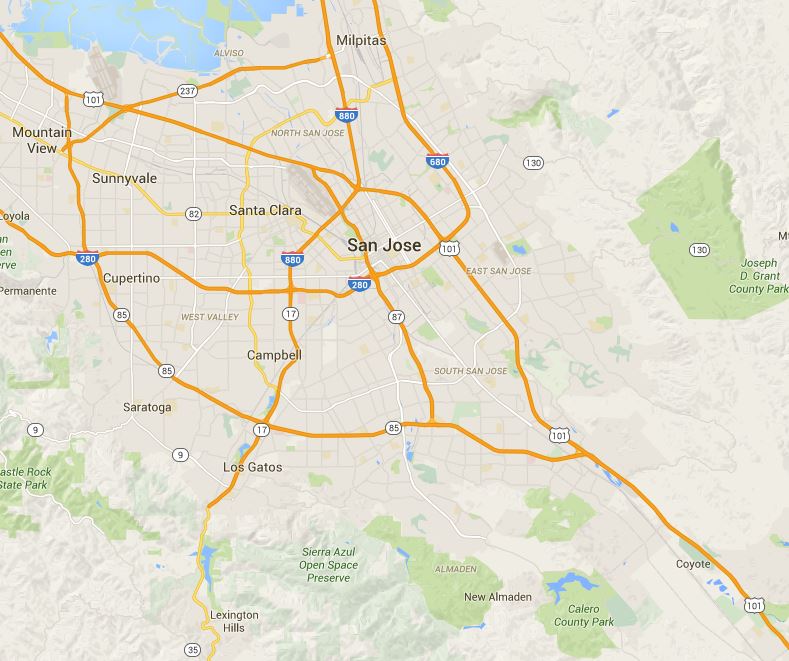 Milpitas
ALVISO
237
101
880
Mountain
View
NORTH SAN JOSE
680
130
Sunnyvale
82
Santa Clara
Loyola
San Jose
101
130
280
880
EAST SAN JOSE
Joseph
D. Grant
County Park
Cupertino
280
Permanente
85
17
87
WEST VALLEY
Campbell
85
SOUTH SAN JOSE
Saratoga
9
17
85
101
9
Los Gatos
astle Rock
State Park
Sierra Azul
Open Space
Preserve
ALMADEN
Coyote
New Almaden
Calero
County Park
101
Lexington
Hills
35